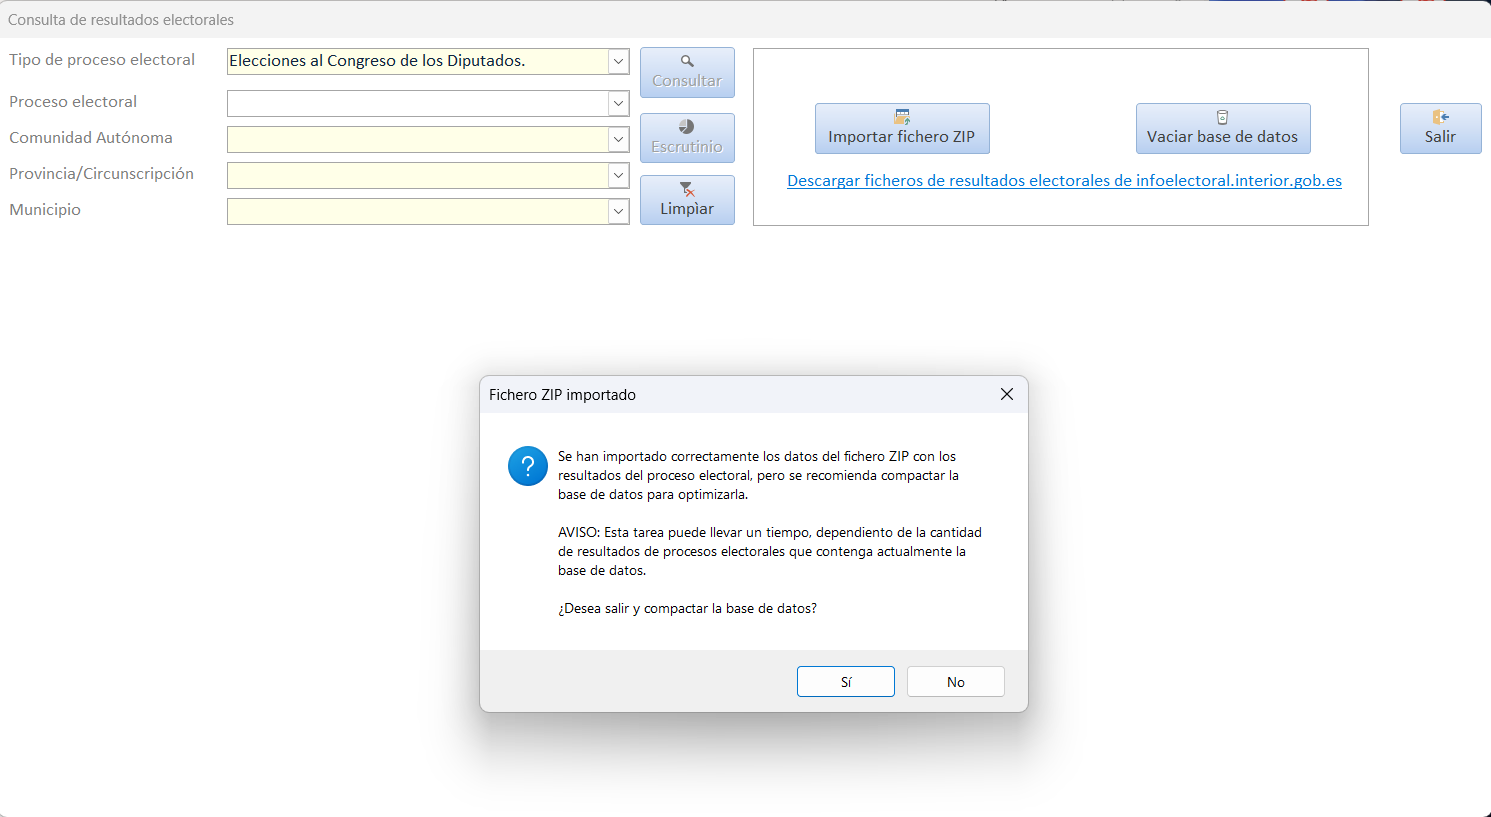 Consulta de resultados electorales
Tipo de proceso electoral
Elecciones al Congreso de los Diputados.
Proceso electoral
Comunidad Autónoma
Provincia/Circunscripción
Municipio
Consultar
Escrutinio
Limpìar
Importar fichero ZIP
Vaciar base de datos
Descargar ficheros de resultados electorales de infoelectoral.interior.gob.es
Salir
Fichero ZIP importado
Se han importado correctamente los datos del fichero ZIP con los
resultados del proceso electoral, pero se recomienda compactar la
base de datos para optimizarla.
AVISO: Esta tarea puede llevar un tiempo, dependiento de la cantidad
de resultados de procesos electorales que contenga actualmente la
base de datos.
¿Desea salir y compactar la base de datos?
Sí
No